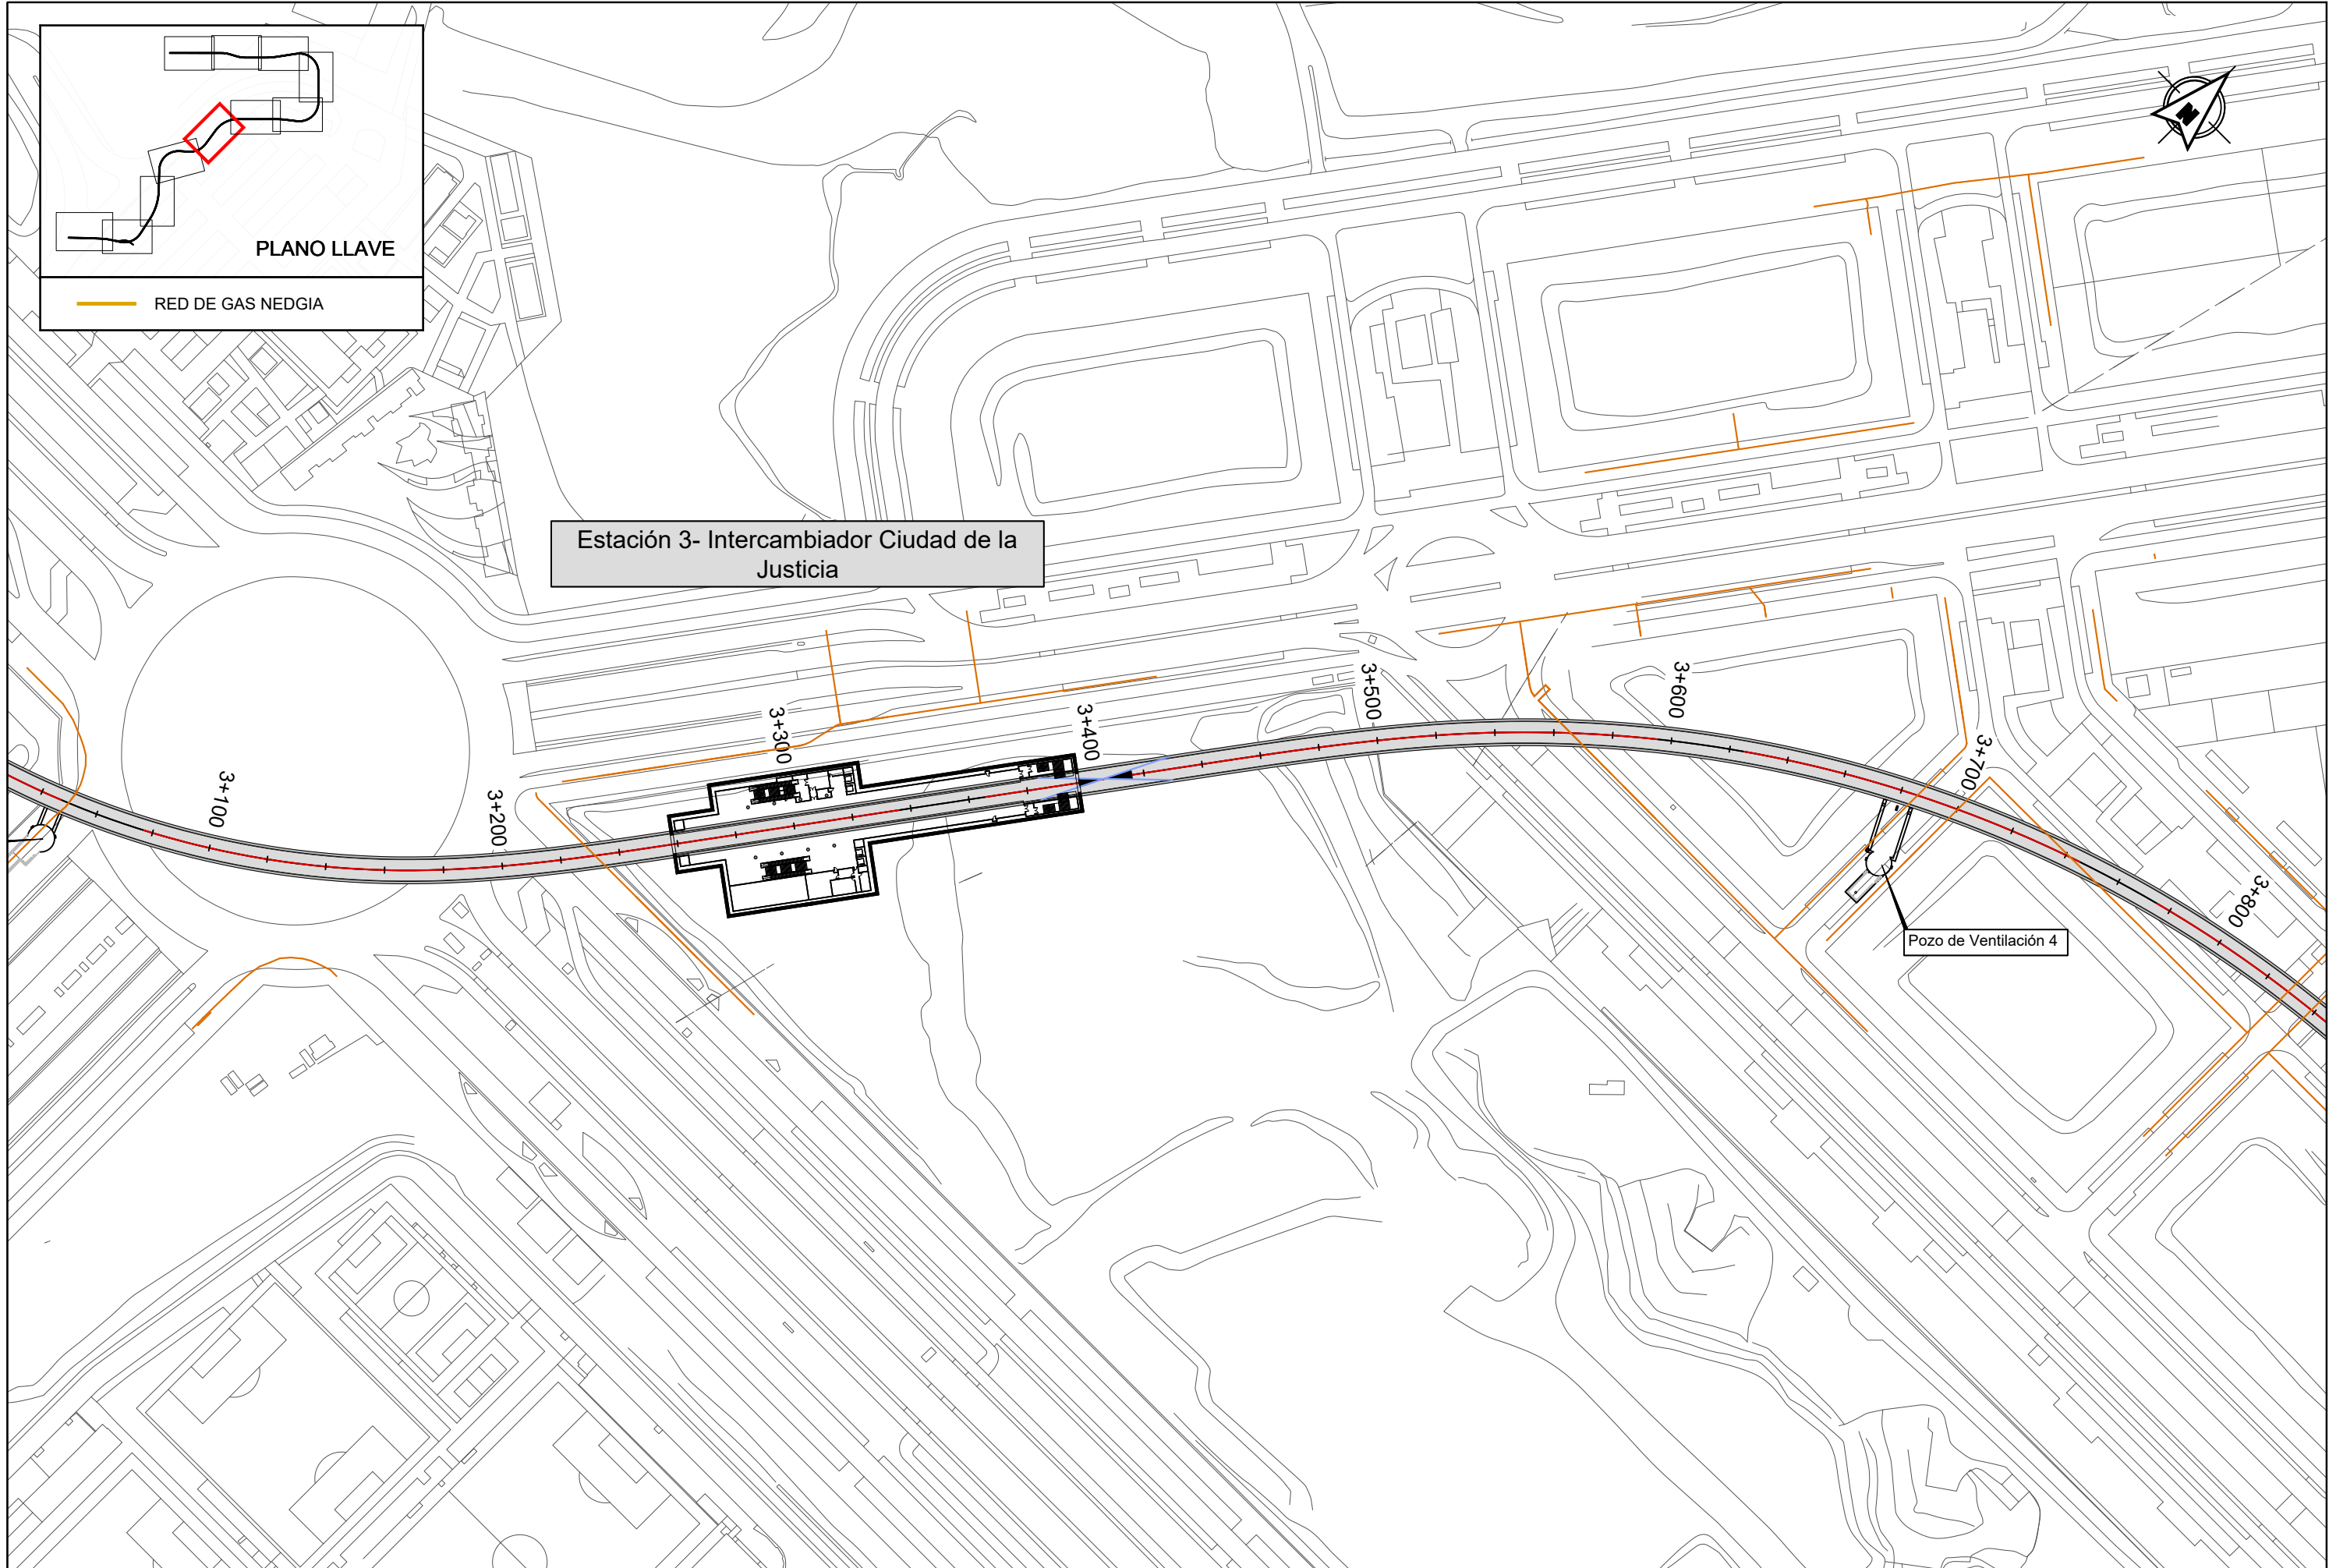 PLANO LLAVE
RED DE GAS NEDGIA
N
Estación 3- Intercambiador Ciudad de la
Justicia
3+100
3+200
3+300
3+400
3+500
3+600
3+700
3+800
Pozo de Ventilación 4